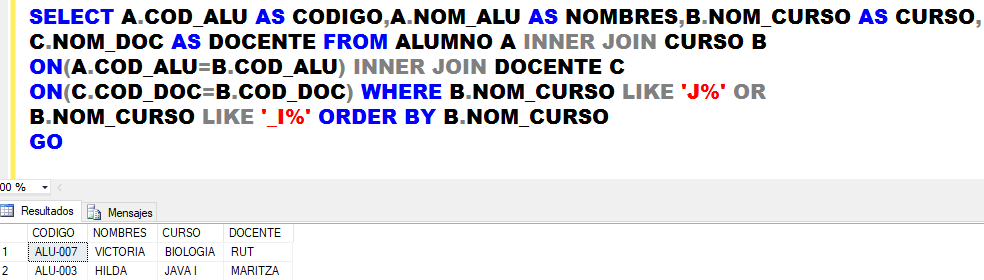 SELECT A.COD_ALU AS CODIGO,A.NOM_ALU AS NOMBRES,B.NOM_CURSO AS CURSO,
C.NOM_DOC AS DOCENTE FROM ALUMNO A INNER JOIN CURSO B
ON(A.COD_ALU=B.COD_ALU) INNER JOIN DOCENTE C
ON(C.COD_DOC=B.COD_DOC) WHERE B.NOM_CURSO LIKE 'J%' OR
B.NOM_CURSO LIKE '_I%' ORDER BY B.NOM_CURSO
GO
00 %
Resultados Mensajes
CODIGO NOMBRES CURSO DOCENTE
1 ALU-007 VICTORIA BIOLOGIA RUT
2 ALU-003 HILDA JAVA I MARITZA